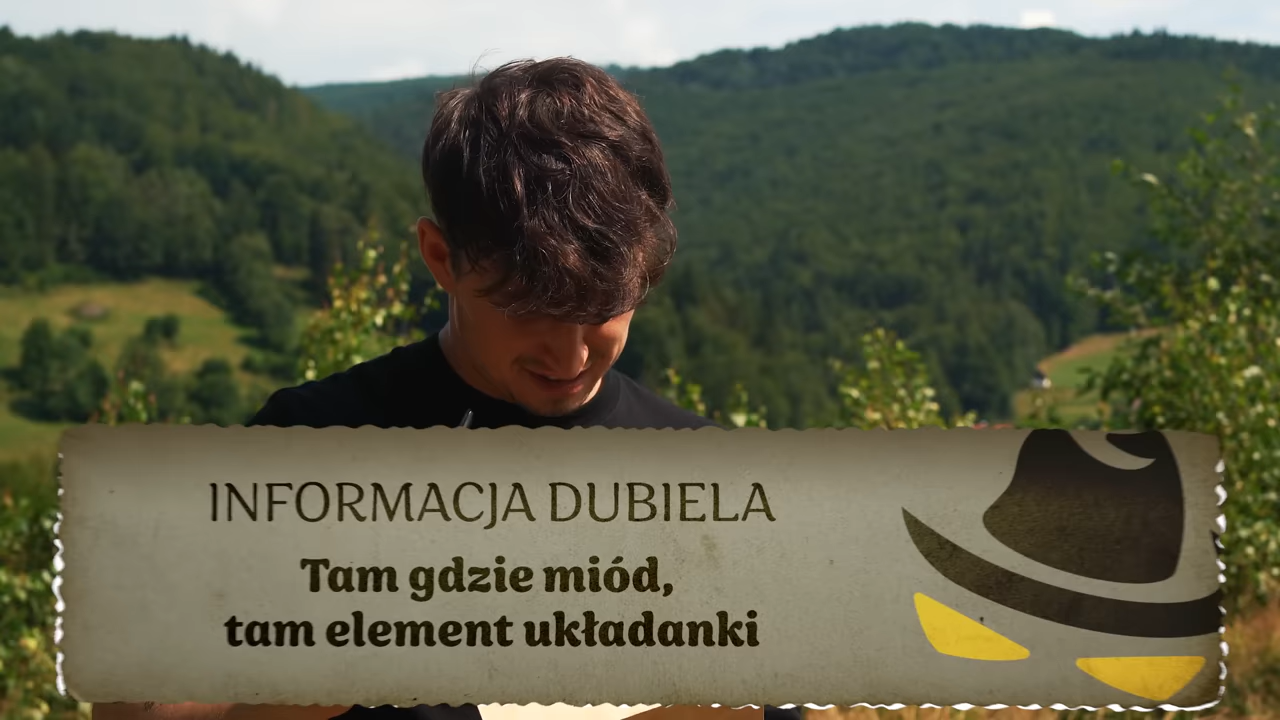 INFORMACJA DUBIELA
Tam gdzie miód,
tam element układanki